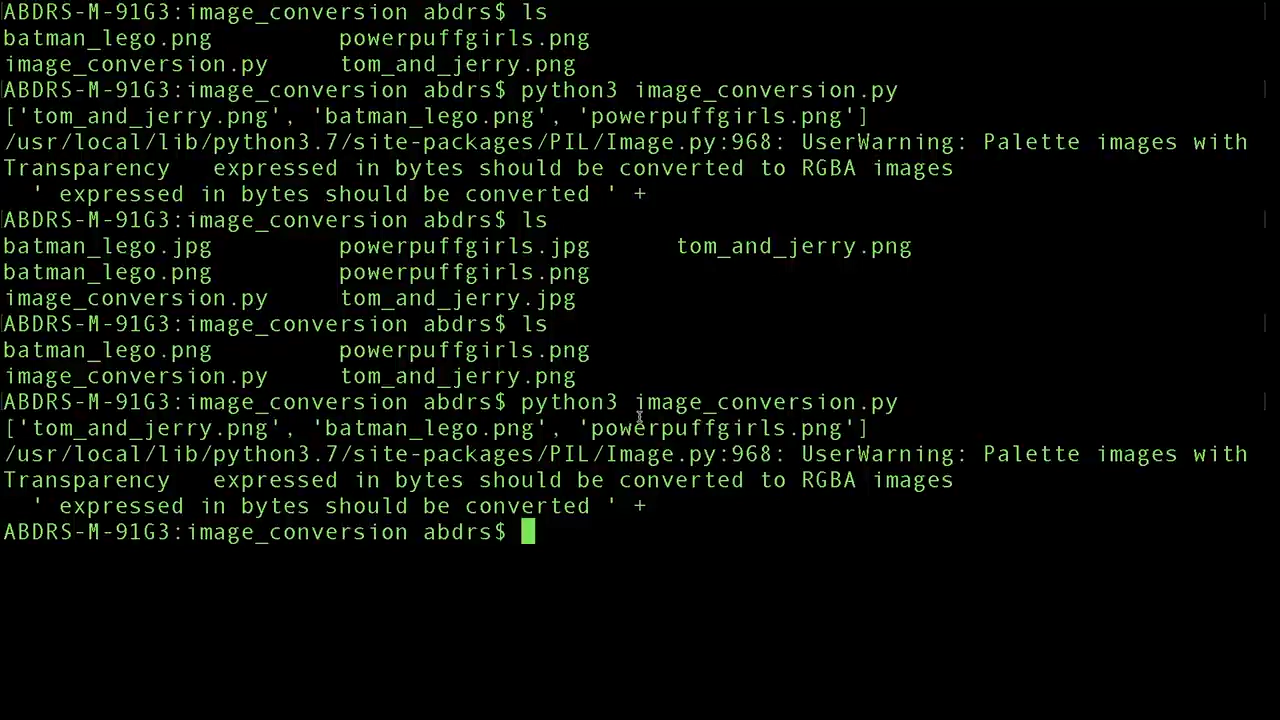 ABDRS-M-91G3:image_conversion abdrs$ ls
batman_lego.png powerpuffgirls.png
image_conversion.py tom_and_jerry.png
ABDRS-M-91G3:image_conversion abdrs$ python3 image_conversion.py
['tom_and_jerry.png', 'batman_lego.png', 'powerpuffgirls.png']
/usr/local/lib/python3.7/site-packages/PIL/Image.py:968: UserWarning: Palette images with
Transparency   expressed in bytes should be converted to RGBA images
  ' expressed in bytes should be converted ' +
ABDRS-M-91G3:image_conversion abdrs$ ls
batman_lego.jpg powerpuffgirls.jpg tom_and_jerry.png
batman_lego.png powerpuffgirls.png
image_conversion.py tom_and_jerry.jpg
ABDRS-M-91G3:image_conversion abdrs$ ls
batman_lego.png powerpuffgirls.png
image_conversion.py tom_and_jerry.png
ABDRS-M-91G3:image_conversion abdrs$ python3 image_conversion.py
['tom_and_jerry.png', 'batman_lego.png', 'powerpuffgirls.png']
/usr/local/lib/python3.7/site-packages/PIL/Image.py:968: UserWarning: Palette images with
Transparency   expressed in bytes should be converted to RGBA images
  ' expressed in bytes should be converted ' +
ABDRS-M-91G3:image_conversion abdrs$